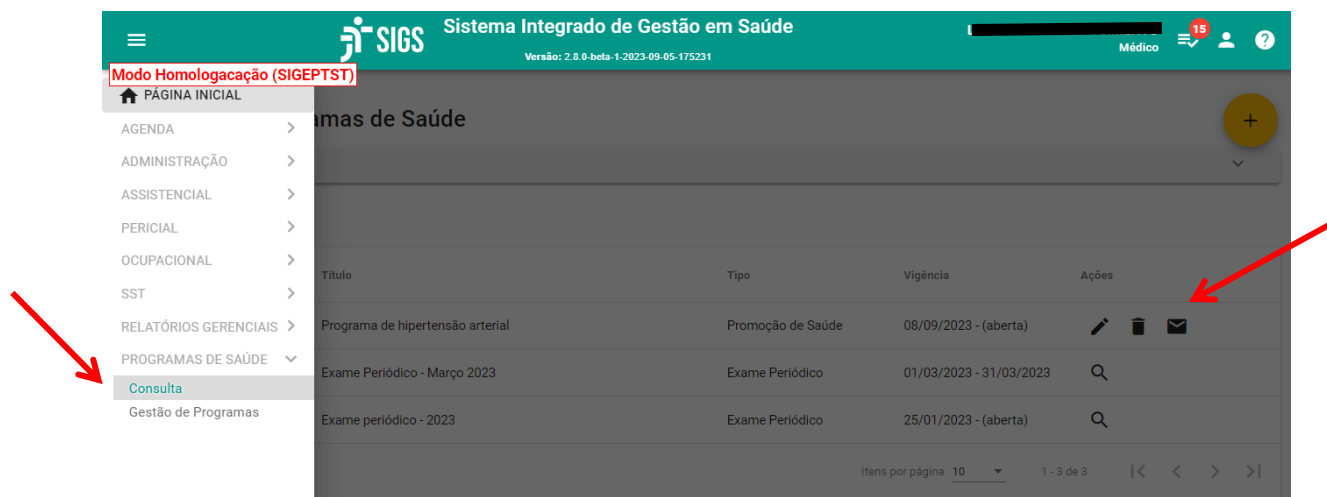 SIGS
Sistema Integrado de Gestão em Saúde
Versão: 2.8.0-beta-1-2023-09-05-175231
Médico
15
Modo Homologacação (SIGEPTST)
PÁGINA INICIAL
AGENDA
ADMINISTRAÇÃO
ASSISTENCIAL
PERICIAL
OCUPACIONAL
SST
RELATÓRIOS GERENCIAIS
PROGRAMAS DE SAÚDE
Consulta
Gestão de Programas
amas de Saúde
Título Tipo Vigência Ações
Programa de hipertensão arterial Promoção de Saúde 08/09/2023 - (aberta)
Exame Periódico - Março 2023 Exame Periódico 01/03/2023 - 31/03/2023
Exame periódico - 2023 Exame Periódico 25/01/2023 - (aberta)
Itens por página 10 1 - 3 de 3